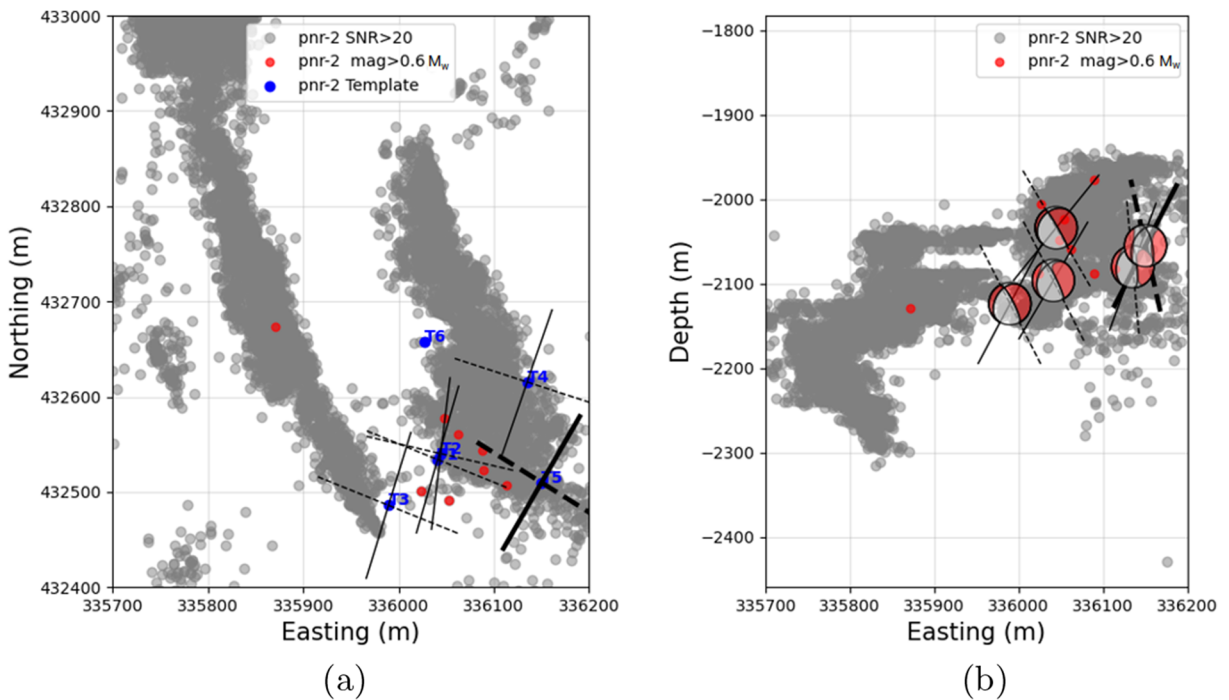 pnr-2 SNR>20
pnr-2 mag>0.6 Mw
pnr-2 Template
433000
432900
432800
432700
432600
432500
432400
Northing (m)
T6
T4
T2
T5
T3
335700
335800
335900
336000
336100
336200
Easting (m)
(a)
pnr-2 SNR>20
pnr-2 mag>0.6 Mw
−1800
−1900
−2000
−2100
−2200
−2300
−2400
Depth (m)
335700
335800
335900
336000
336100
336200
Easting (m)
(b)